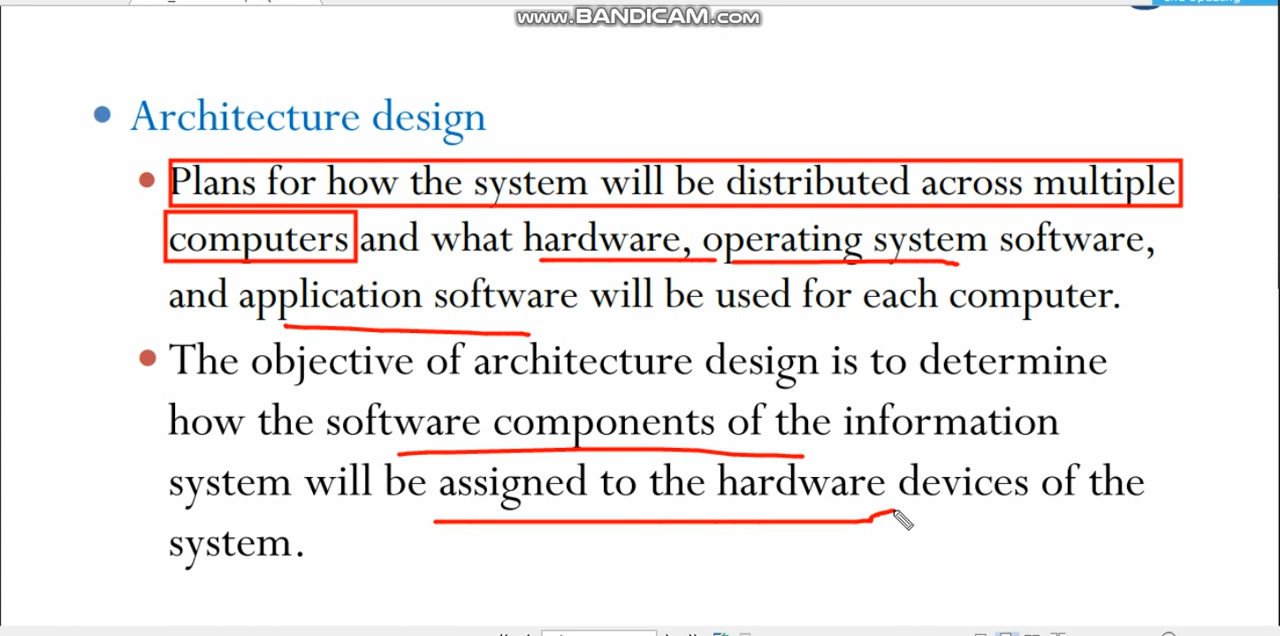 www.BANDICAM.com
Architecture design
Plans for how the system will be distributed across multiple
computers and what hardware, operating system software,
and application software will be used for each computer.
The objective of architecture design is to determine
how the software components of the information
system will be assigned to the hardware devices of the
system.